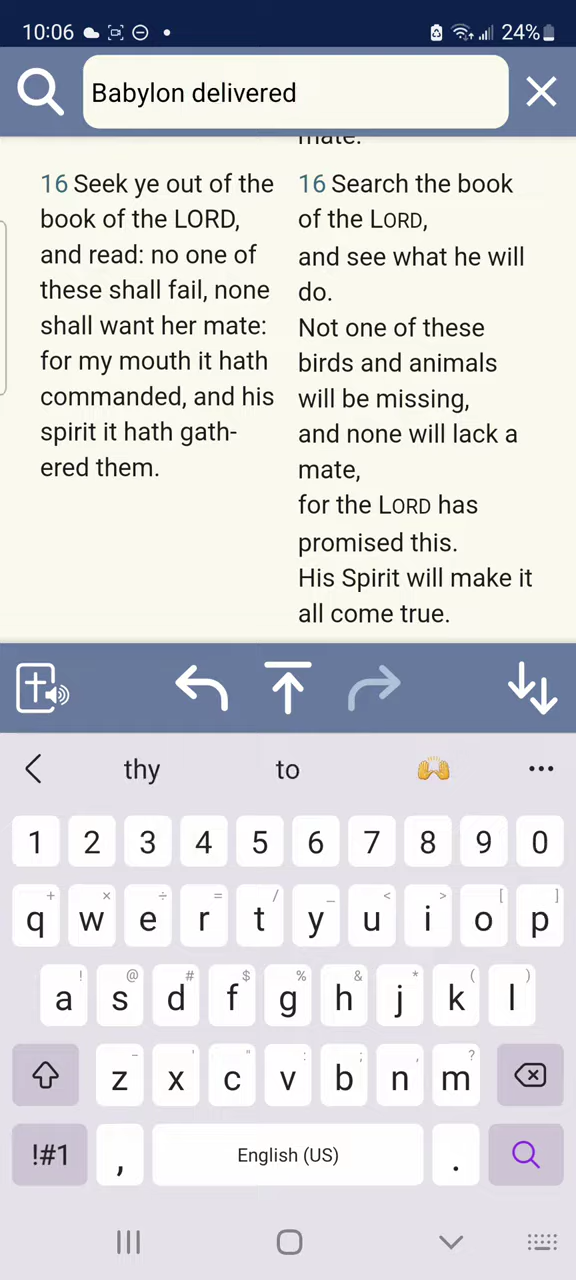 10:06 24%
Babylon delivered
mate.
16 Seek ye out of the
book of the LORD,
and read: no one of
these shall fail, none
shall want her mate:
for my mouth it hath
commanded, and his
spirit it hath gath-
ered them.
16 Search the book
of the LORD,
and see what he will
do.
Not one of these
birds and animals
will be missing,
and none will lack a
mate,
for the LORD has
promised this.
His Spirit will make it
all come true.
thy to 🙌 •••
1 2 3 4 5 6 7 8 9 0
+ × ÷ = / _ < > [ ]
q w e r t y u i o p
! @ # $ % & * ( )
a s d f g h j k l
- ' " : ; , ?
z x c v b n m
!#1 , English (US) .